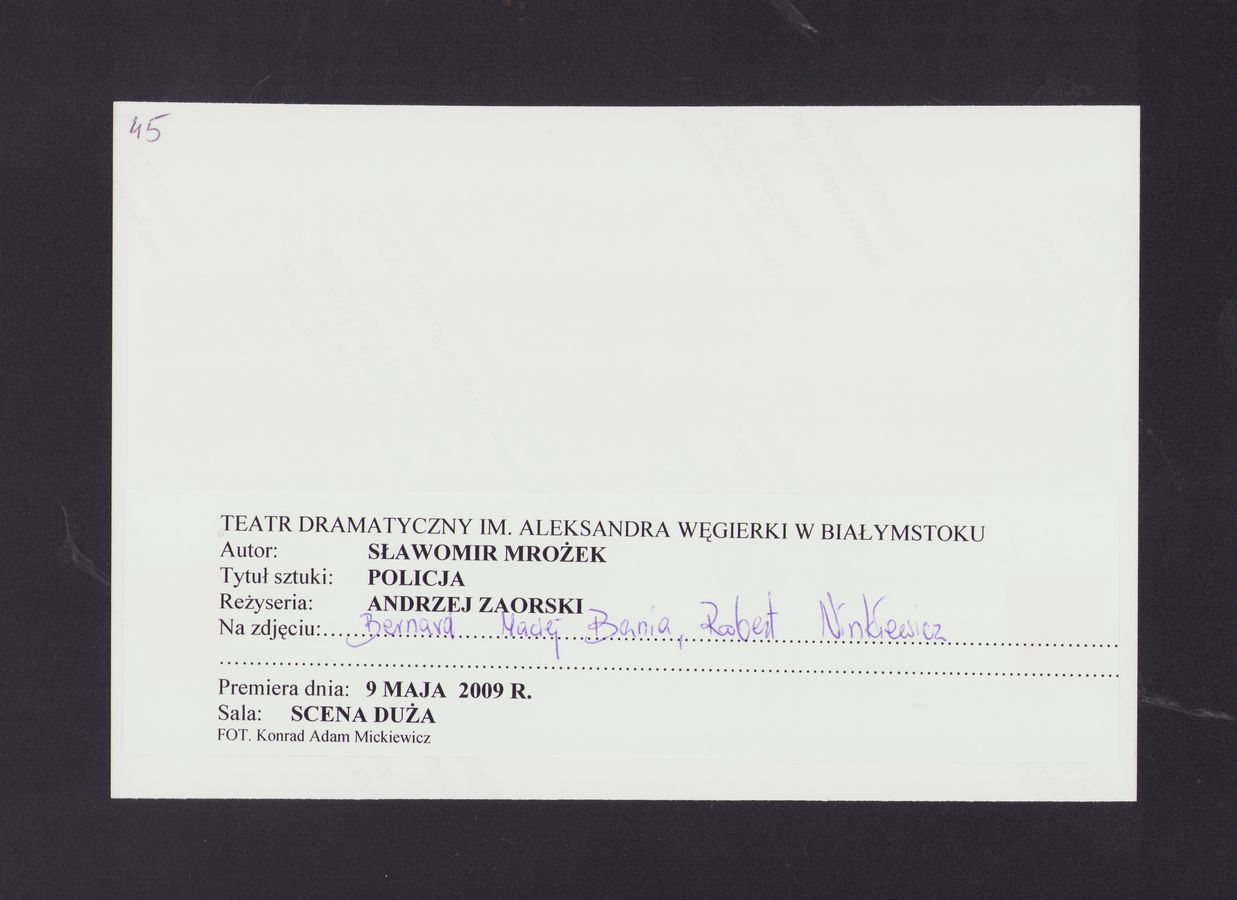 45
TEATR DRAMATYCZNY IM. ALEKSANDRA WĘGIERKI W BIAŁYMSTOKU
Autor: SŁAWOMIR MROŻEK
Tytuł sztuki: POLICJA
Reżyseria: ANDRZEJ ZAORSKI
Na zdjęciu: Bernard Maciej Bania, Robert Ninkiewicz
Premiera dnia: 9 MAJA 2009 R.
Sala: SCENA DUŻA
FOT. Konrad Adam Mickiewicz